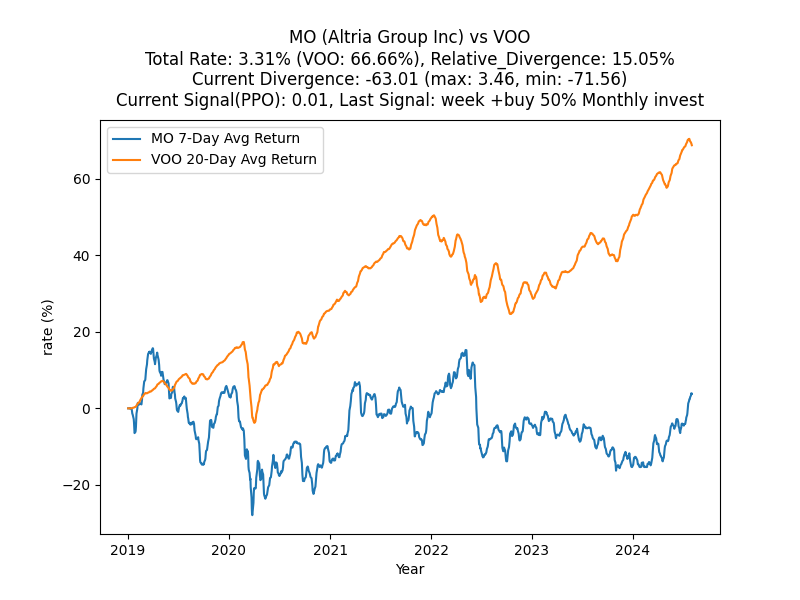 MO (Altria Group Inc) vs VOO
Total Rate: 3.31% (VOO: 66.66%), Relative_Divergence: 15.05%
Current Divergence: -63.01 (max: 3.46, min: -71.56)
Current Signal(PPO): 0.01, Last Signal: week +buy 50% Monthly invest
MO 7-Day Avg Return
VOO 20-Day Avg Return
60
40
20
0
−20
rate (%)
2019 2020 2021 2022 2023 2024
Year